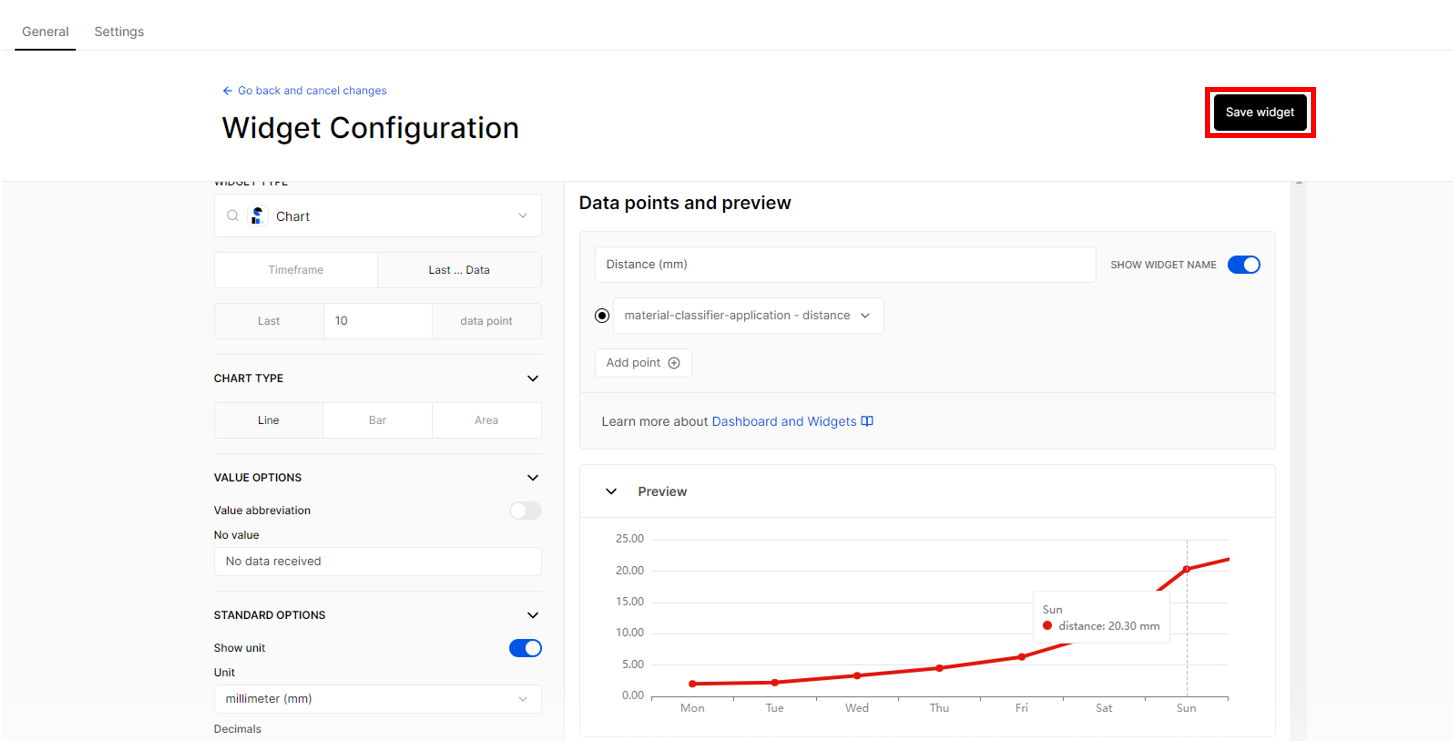 General Settings
Go back and cancel changes
Widget Configuration
Save widget
WIDGET TYPE
Chart
Timeframe Last ... Data
Last 10 data point
CHART TYPE
Line Bar Area
VALUE OPTIONS
Value abbreviation
No value
No data received
STANDARD OPTIONS
Show unit
Unit
millimeter (mm)
Decimals
Data points and preview
Distance (mm) SHOW WIDGET NAME
material-classifier-application - distance
Add point
Learn more about Dashboard and Widgets
Preview
25.00
20.00
15.00
10.00
5.00
0.00
Sun
distance: 20.30 mm
Mon Tue Wed Thu Fri Sat Sun